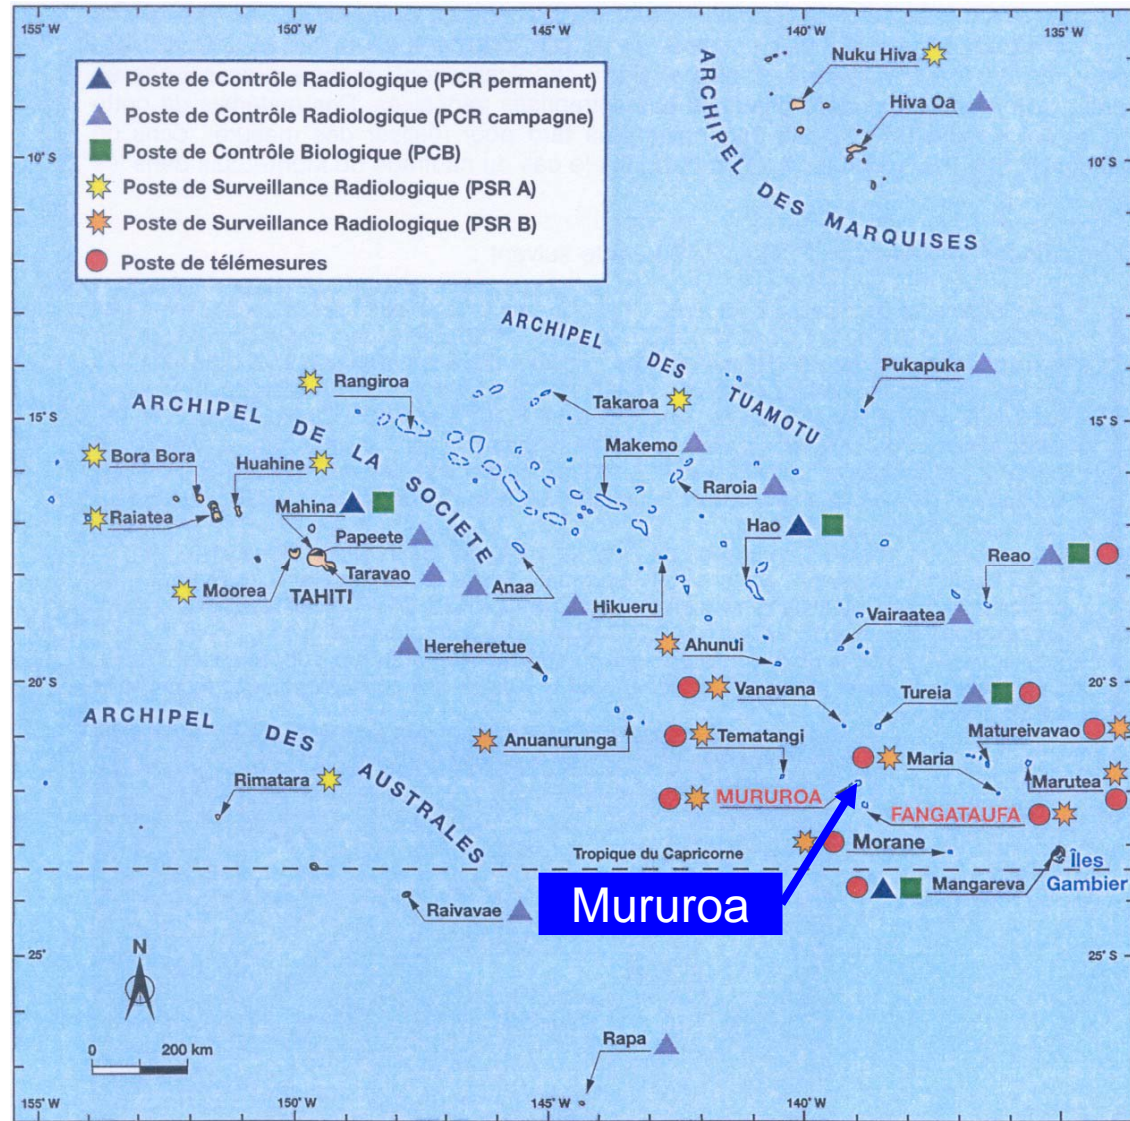 155° W
150° W
145° W
140° W
135° W
Poste de Contrôle Radiologique (PCR permanent)
Poste de Contrôle Radiologique (PCR campagne)
Poste de Contrôle Biologique (PCB)
Poste de Surveillance Radiologique (PSR A)
Poste de Surveillance Radiologique (PSR B)
Poste de télémesures
Nuku Hiva
Hiva Oa
ARCHIPEL DES MARQUISES
10° S
10° S
ARCHIPEL DES TUAMOTU
Pukapuka
Rangiroa
Takaroa
ARCHIPEL DE LA SOCIETE
15° S
15° S
Makemo
Bora Bora
Huahine
Raroia
Mahina
Raiatea
Hao
Papeete
Reao
Taravao
Anaa
Moorea
TAHITI
Hikueru
Vairaatea
Hereheretue
Ahunui
20° S
20° S
Vanavana
Tureia
ARCHIPEL DES AUSTRALES
Anuanurunga
Tematangi
Matureivavao
Maria
Rimatara
Marutea
MURUROA
FANGATAUFA
Morane
Tropique du Capricorne
Îles
Gambier
Mangareva
Raivavae
Mururoa
N
25°
25° S
Rapa
0 200 km
155° W
150° W
145° W
140° W
135° W